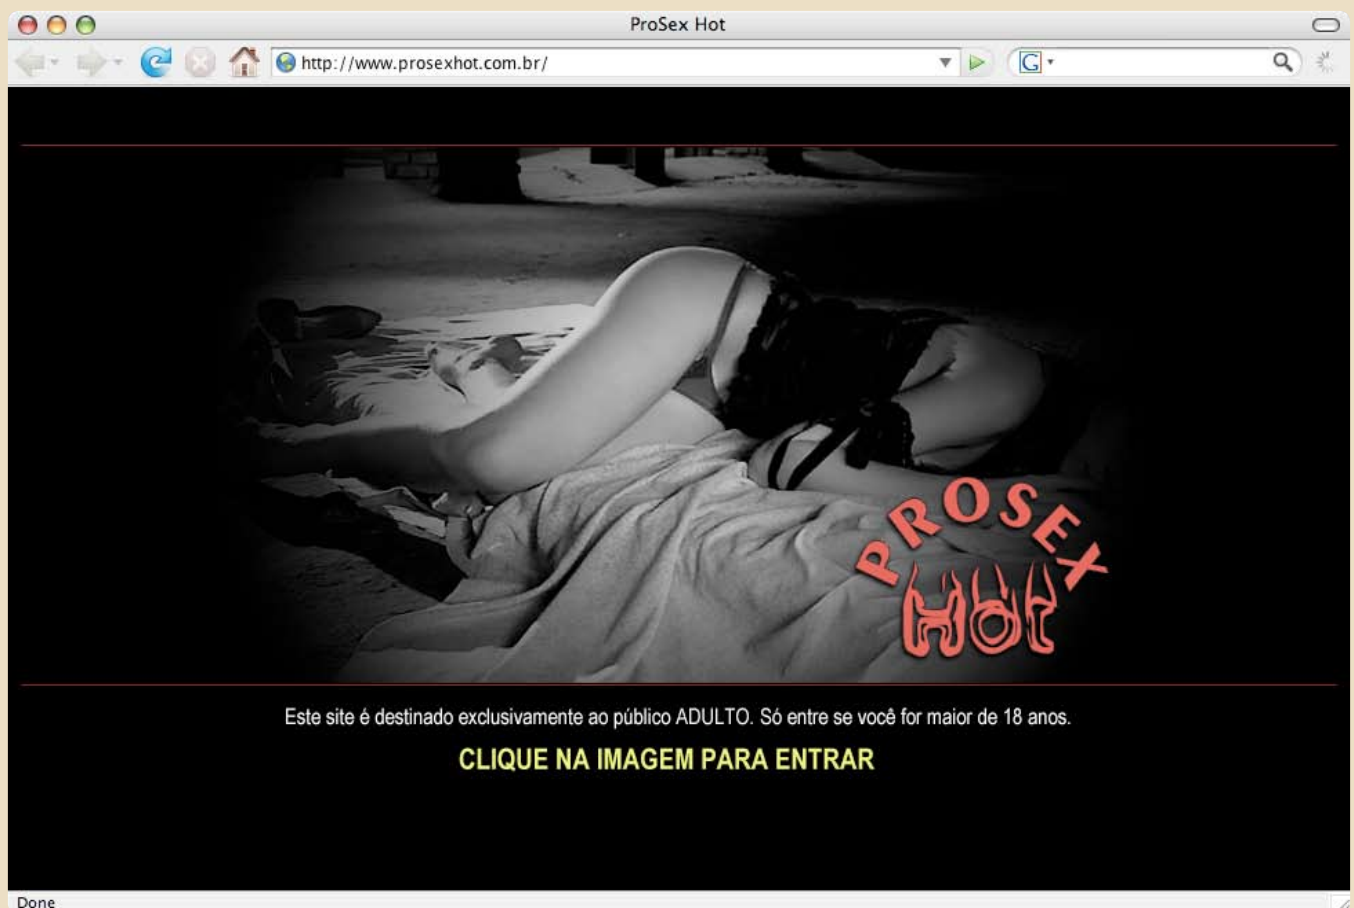 ProSex Hot
http://www.prosexhot.com.br/
G
PROSEX
Hot
Este site é destinado exclusivamente ao público ADULTO. Só entre se você for maior de 18 anos.
CLIQUE NA IMAGEM PARA ENTRAR
Done